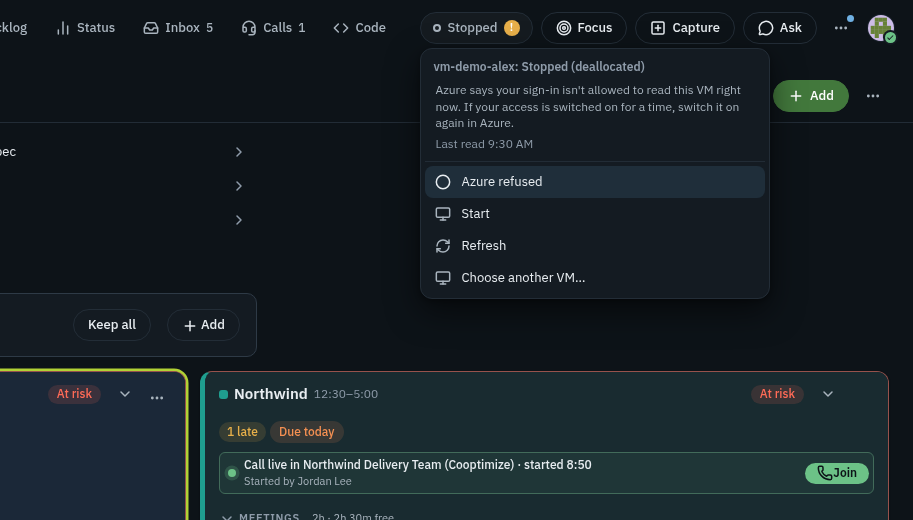 klog
Status
Inbox 5
Calls 1
Code
Stopped
!
Focus
Capture
Ask
vm-demo-alex: Stopped (deallocated)
Azure says your sign-in isn't allowed to read this VM right
now. If your access is switched on for a time, switch it on
again in Azure.
Last read 9:30 AM
Add
pec
Azure refused
Start
Refresh
Choose another VM...
Keep all
Add
At risk
Northwind 12:30–5:00
At risk
1 late
Due today
Call live in Northwind Delivery Team (Cooptimize) · started 8:50
Started by Jordan Lee
Join
MEETINGS 2h · 2h 30m free